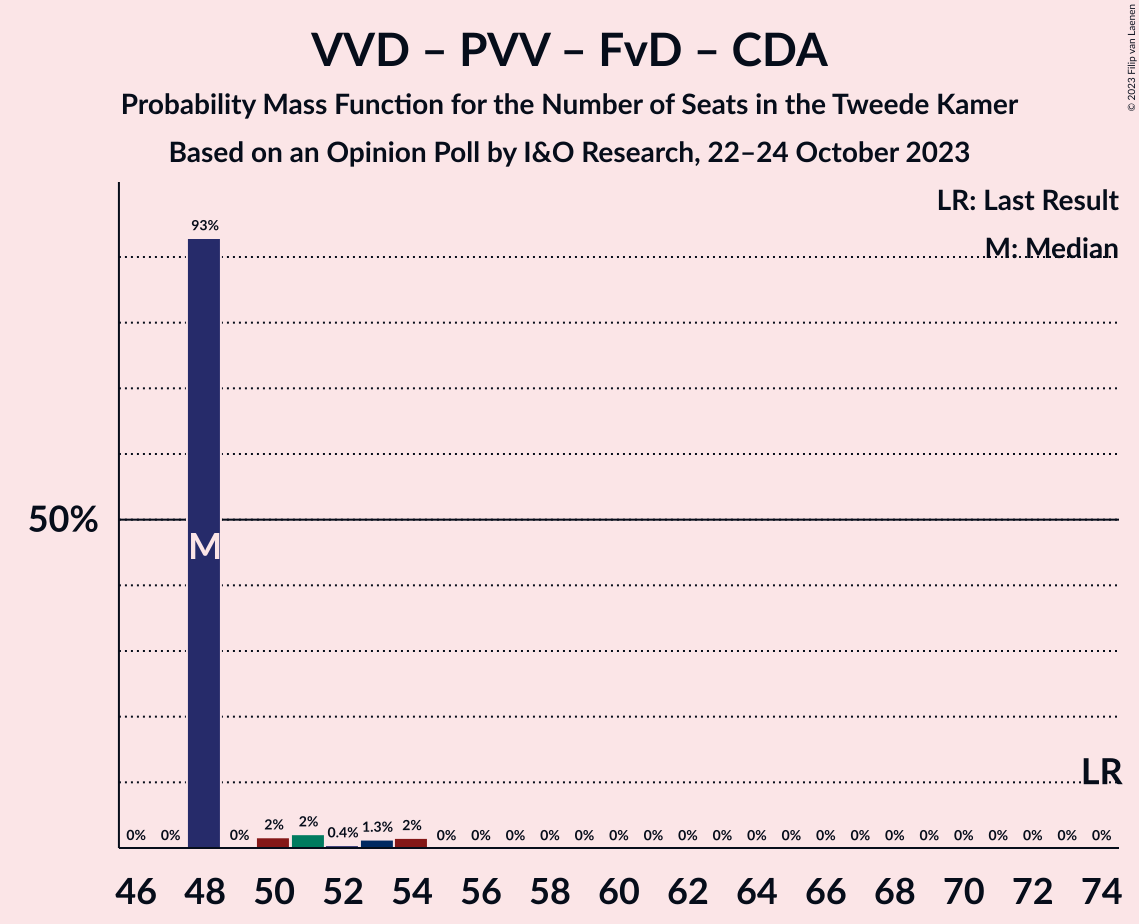 VVD – PVV – FvD – CDA
Probability Mass Function for the Number of Seats in the Tweede Kamer
Based on an Opinion Poll by I&O Research, 22–24 October 2023
© 2023 Filip van Laenen
LR: Last Result
M: Median
50%
M
LR
0% 0% 93% 0% 2% 2% 0.4% 1.3% 2% 0% 0% 0% 0% 0% 0% 0% 0% 0% 0% 0% 0% 0% 0% 0% 0% 0% 0% 0% 0%
46 48 50 52 54 56 58 60 62 64 66 68 70 72 74